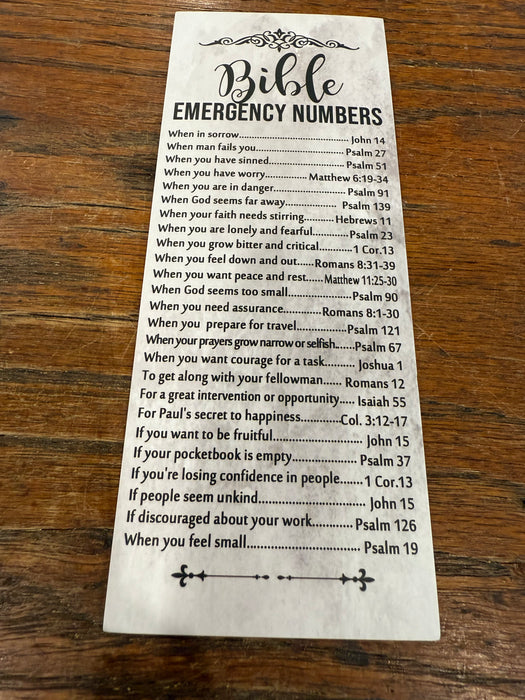 Bible
EMERGENCY NUMBERS
When in sorrow.......................................... John 14
When man fails you..................................Psalm 27
When you have sinned.............................Psalm 51
When you have worry................Matthew 6:19-34
When you are in danger............................Psalm 91
When God seems far away................... Psalm 139
When your faith needs stirring...........Hebrews 11
When you are lonely and fearful.............Psalm 23
When you grow bitter and critical............1 Cor.13
When you feel down and out......Romans 8:31-39
When you want peace and rest......Matthew 11:25-30
When God seems too small.......................Psalm 90
When you need assurance.............Romans 8:1-30
When you prepare for travel..................Psalm 121
When your prayers grow narrow or selfish.......Psalm 67
When you want courage for a task.......... Joshua 1
To get along with your fellowman...... Romans 12
For a great intervention or opportunity..... Isaiah 55
For Paul's secret to happiness............Col. 3:12-17
If you want to be fruitful........................ John 15
If your pocketbook is empty..................Psalm 37
If you're losing confidence in people......1 Cor.13
If people seem unkind............................ John 15
If discouraged about your work...........Psalm 126
When you feel small.............................. Psalm 19